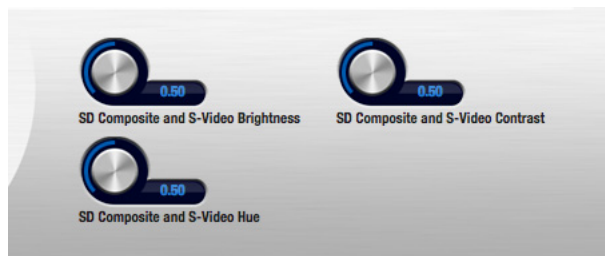 0.50
0.50
SD Composite and S-Video Brightness
SD Composite and S-Video Contrast
0.50
SD Composite and S-Video Hue